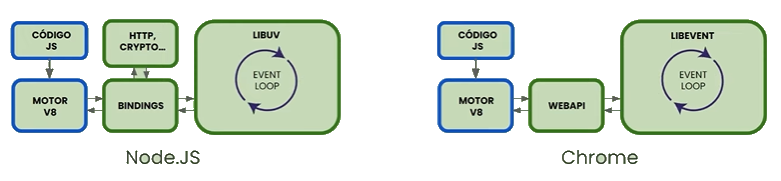 CÓDIGO
JS
HTTP,
CRYPTO...
LIBUV
EVENT
LOOP
MOTOR
V8
BINDINGS
Node.JS
CÓDIGO
JS
LIBEVENT
EVENT
LOOP
MOTOR
V8
WEBAPI
Chrome